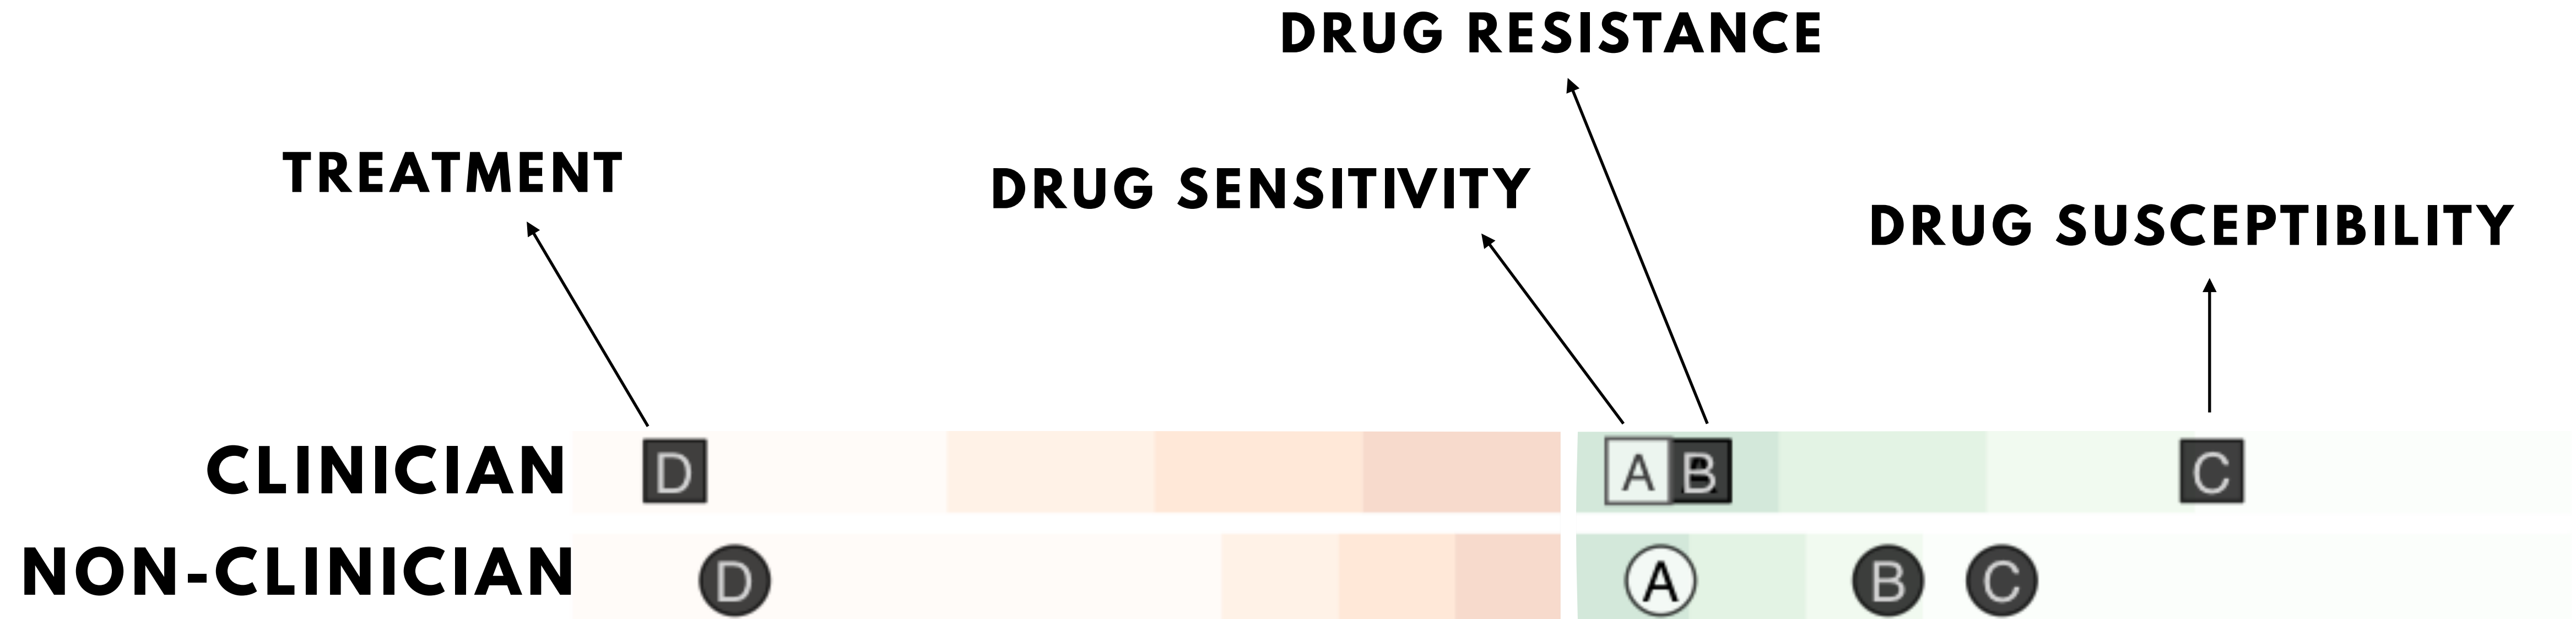 DRUG RESISTANCE
TREATMENT
DRUG SENSITIVITY
DRUG SUSCEPTIBILITY
CLINICIAN D A B C
NON-CLINICIAN D A B C